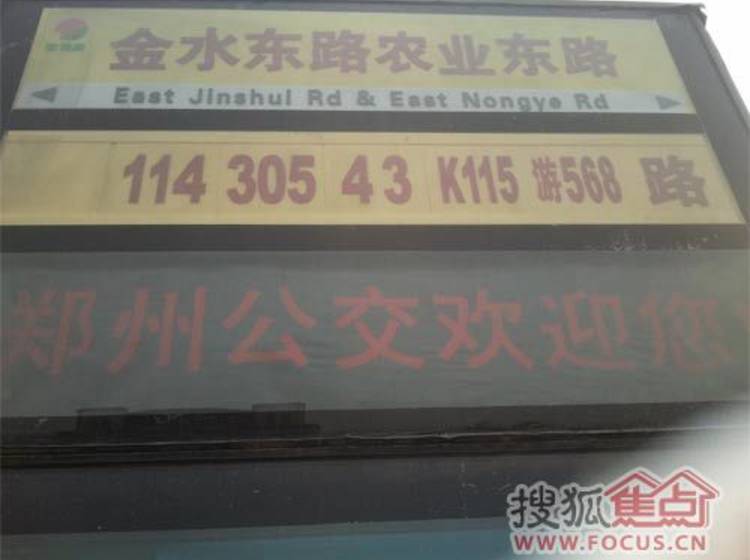 金水东路农业东路
East Jinshui Rd & East Nongye Rd
114 305 43 K115 游568 路
郑州公交欢迎您
搜狐焦点
WWW.FOCUS.CN